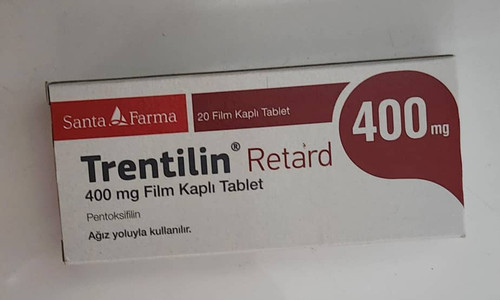 Santa Farma
20 Film Kaplı Tablet
400 mg
Trentilin® Retard
400 mg Film Kaplı Tablet
Pentoksifilin
Ağız yoluyla kullanılır.